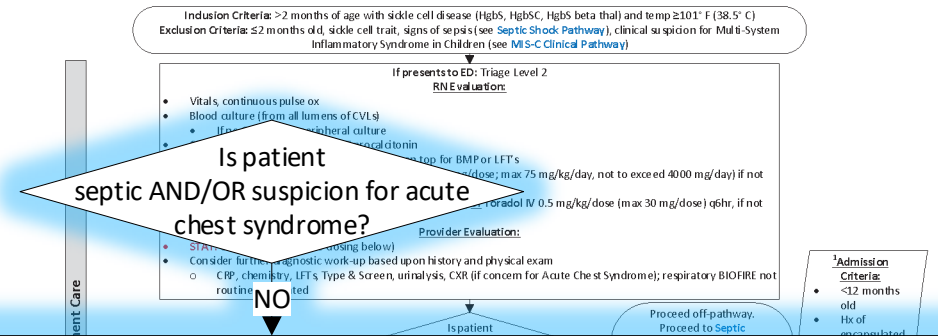 Inclusion Criteria: >2 months of age with sickle cell disease (HgbS, HgbSC, HgbS beta thal) and temp ≥101° F (38.5° C)
Exclusion Criteria: ≤2 months old, sickle cell trait, signs of sepsis (see Septic Shock Pathway), clinical suspicion for Multi-System
Inflammatory Syndrome in Children (see MIS-C Clinical Pathway)
If presents to ED: Triage Level 2
RN Evaluation:
• Vitals, continuous pulse ox
• Blood culture (from all lumens of CVLs)
• If peripheral culture
top for BMP or LFT's
/dose; max 75 mg/kg/day, not to exceed 4000 mg/day) if not
Toradol IV 0.5 mg/kg/dose (max 30 mg/dose) q6hr, if not
Is patient
septic AND/OR suspicion for acute
chest syndrome?
Provider Evaluation:
• dosing below)
• Consider further diagnostic work-up based upon history and physical exam
o CRP, chemistry, LFTs, Type & Screen, urinalysis, CXR (if concern for Acute Chest Syndrome); respiratory BIOFIRE not
NO
Is patient
Proceed off-pathway.
Proceed to Septic
1Admission
Criteria:
• <12 months
old
• Hx of
encapsulated
Care